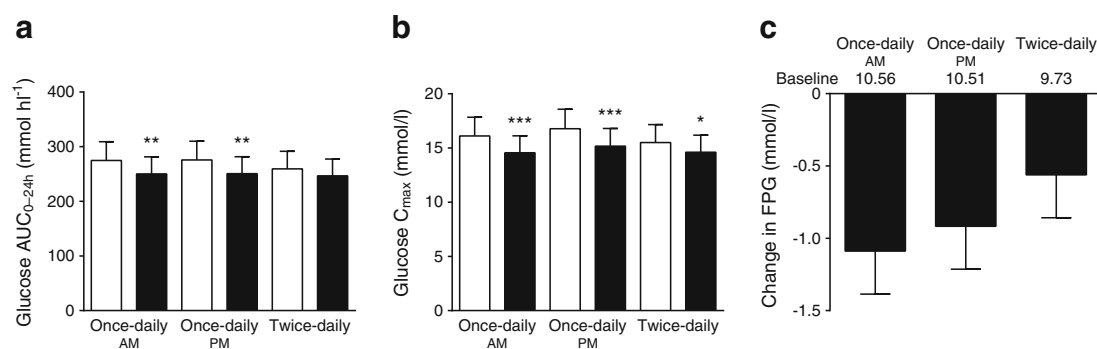 a
Glucose AUC0–24h (mmol hl-1)
400
300
200
100
0
** **
Once-daily AM
Once-daily PM
Twice-daily
b
Glucose Cmax (mmol/l)
20
15
10
5
0
*** *** *
Once-daily AM
Once-daily PM
Twice-daily
c
Once-daily AM
Once-daily PM
Twice-daily
Baseline 10.56 10.51 9.73
Change in FPG (mmol/l)
0
-0.5
-1.0
-1.5